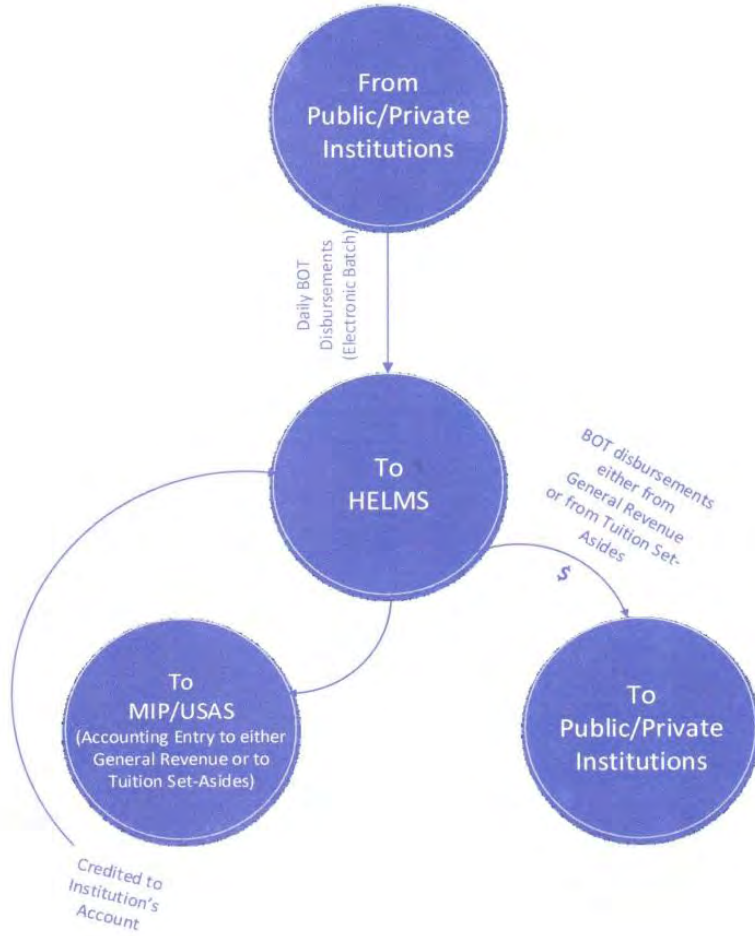 From
Public/Private
Institutions
Daily BOT
Disbursements
(Electronic Batch)
To
HELMS
BOT disbursements
either from
General Revenue
or from Tuition Set-
Asides
$
To
MIP/USAS
(Accounting Entry to either
General Revenue or to
Tuition Set-Asides)
To
Public/Private
Institutions
Credited to
Institution's
Account